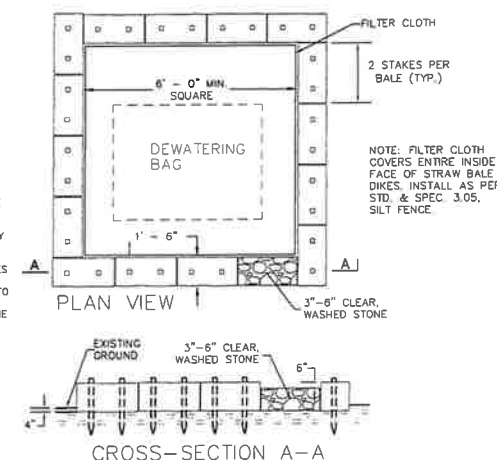 FILTER CLOTH
2 STAKES PER
BALE (TYP.)
6' - 0" MIN.
SQUARE
DEWATERING
BAG
NOTE: FILTER CLOTH
COVERS ENTIRE INSIDE
FACE OF STRAW BALE
DIKES. INSTALL AS PER
STD. & SPEC. 3.05,
SILT FENCE
1' - 6"
A
A
PLAN VIEW
3"-6" CLEAR,
WASHED STONE
EXISTING
GROUND
3"-6" CLEAR,
WASHED STONE
6"
4"
CROSS-SECTION A-A